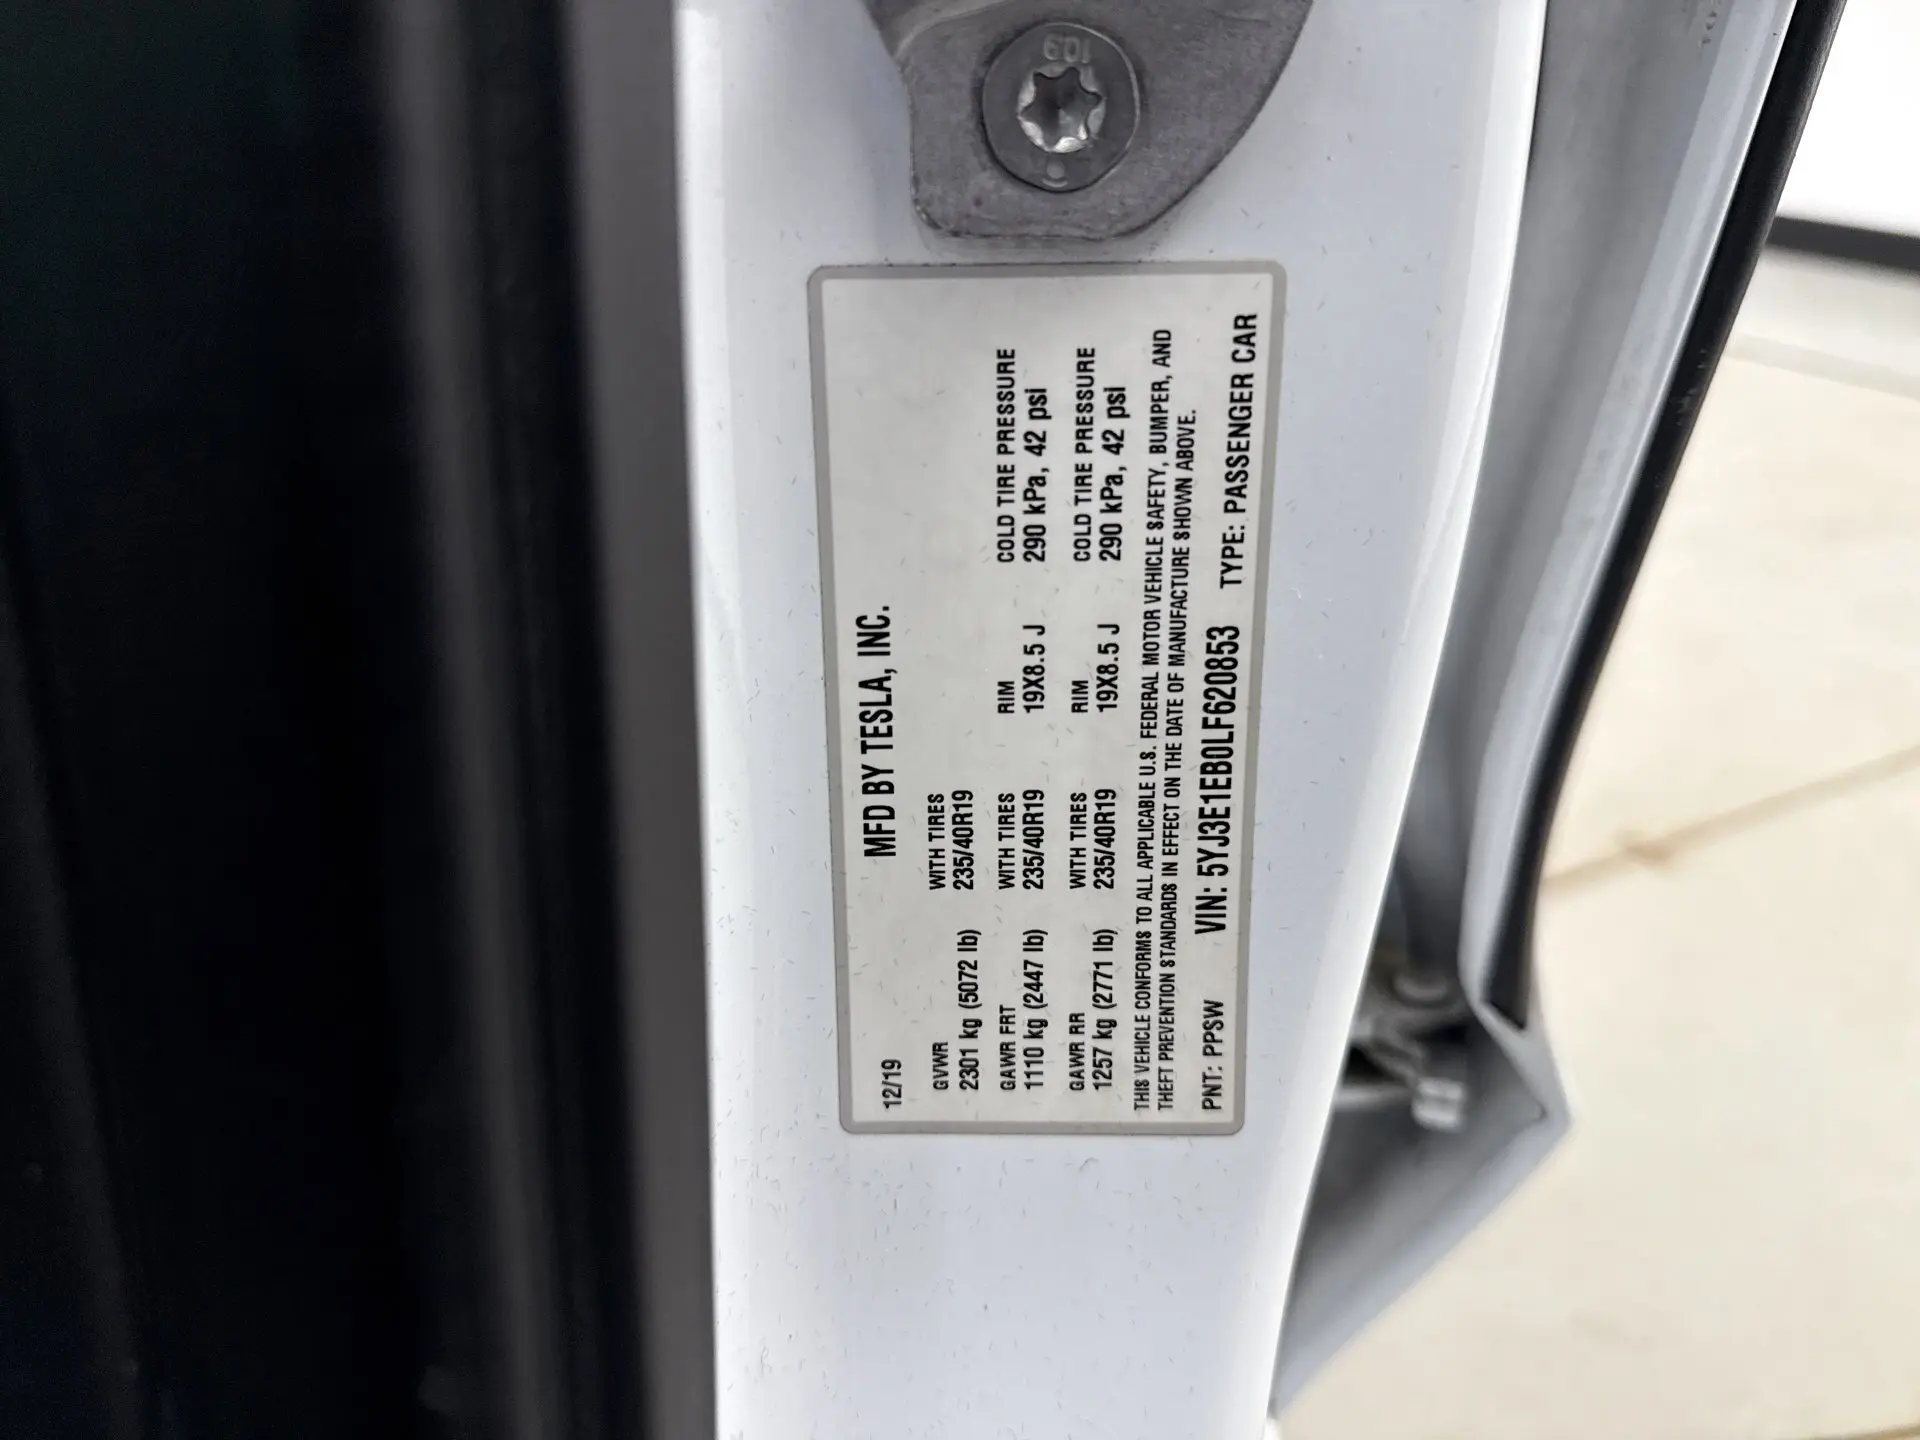 109
12/19 MFD BY TESLA, INC.
GVWR WITH TIRES
2301 kg (5072 lb) 235/40R19
GAWR FRT WITH TIRES RIM COLD TIRE PRESSURE
1110 kg (2447 lb) 235/40R19 19X8.5 J 290 kPa, 42 psi
GAWR RR WITH TIRES RIM COLD TIRE PRESSURE
1257 kg (2771 lb) 235/40R19 19X8.5 J 290 kPa, 42 psi
THIS VEHICLE CONFORMS TO ALL APPLICABLE U.S. FEDERAL MOTOR VEHICLE SAFETY, BUMPER, AND
THEFT PREVENTION STANDARDS IN EFFECT ON THE DATE OF MANUFACTURE SHOWN ABOVE.
PNT: PPSW VIN: 5YJ3E1EB0LF620853 TYPE: PASSENGER CAR